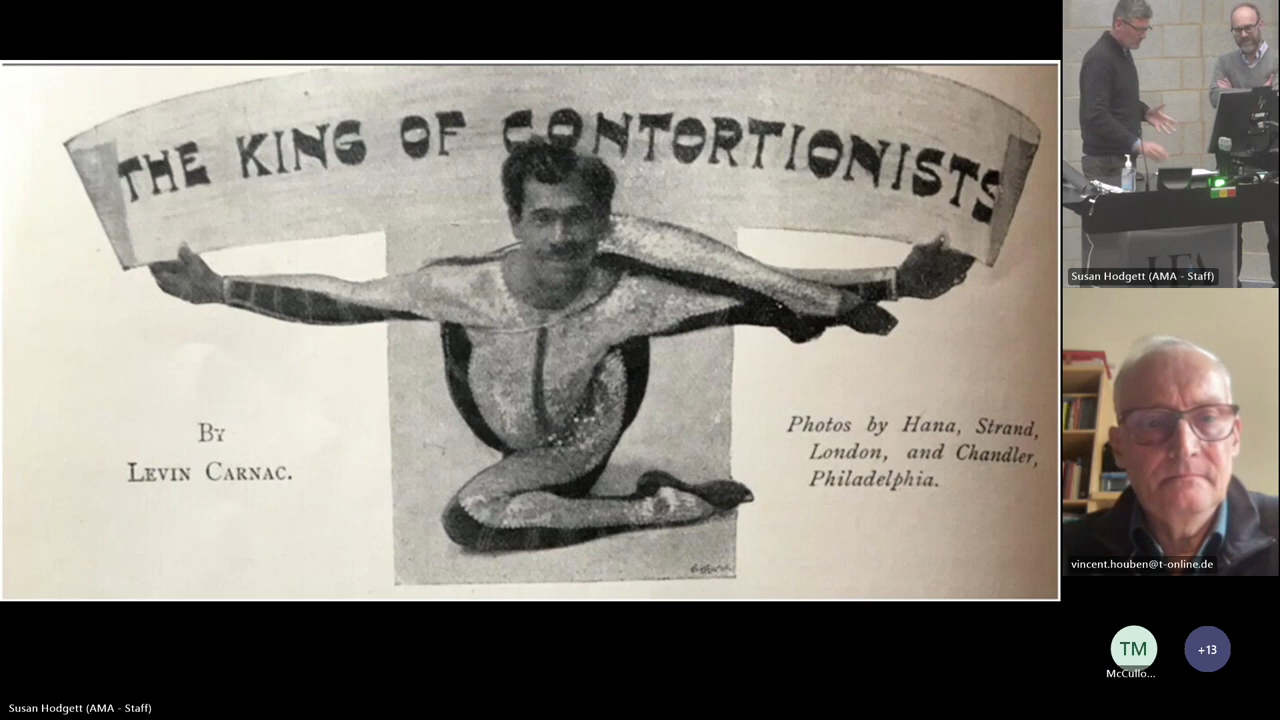 THE KING OF CONTORTIONISTS
BY
LEVIN CARNAC.
Photos by Hana, Strand,
London, and Chandler,
Philadelphia.
Susan Hodgett (AMA - Staff)
vincent.houben@t-online.de
TM
McCullo...
+13
Susan Hodgett (AMA - Staff)